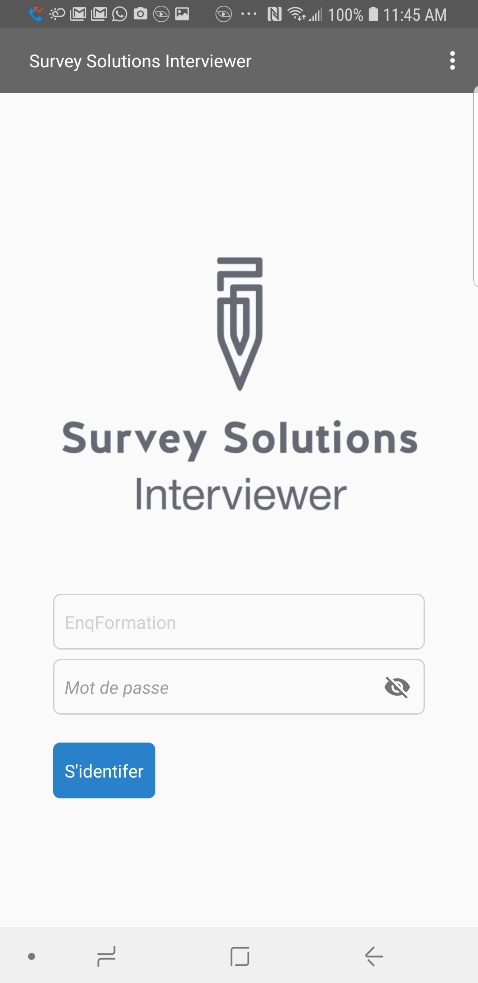 100% 11:45 AM
Survey Solutions Interviewer
Survey Solutions
Interviewer
EnqFormation
Mot de passe
S'identifer